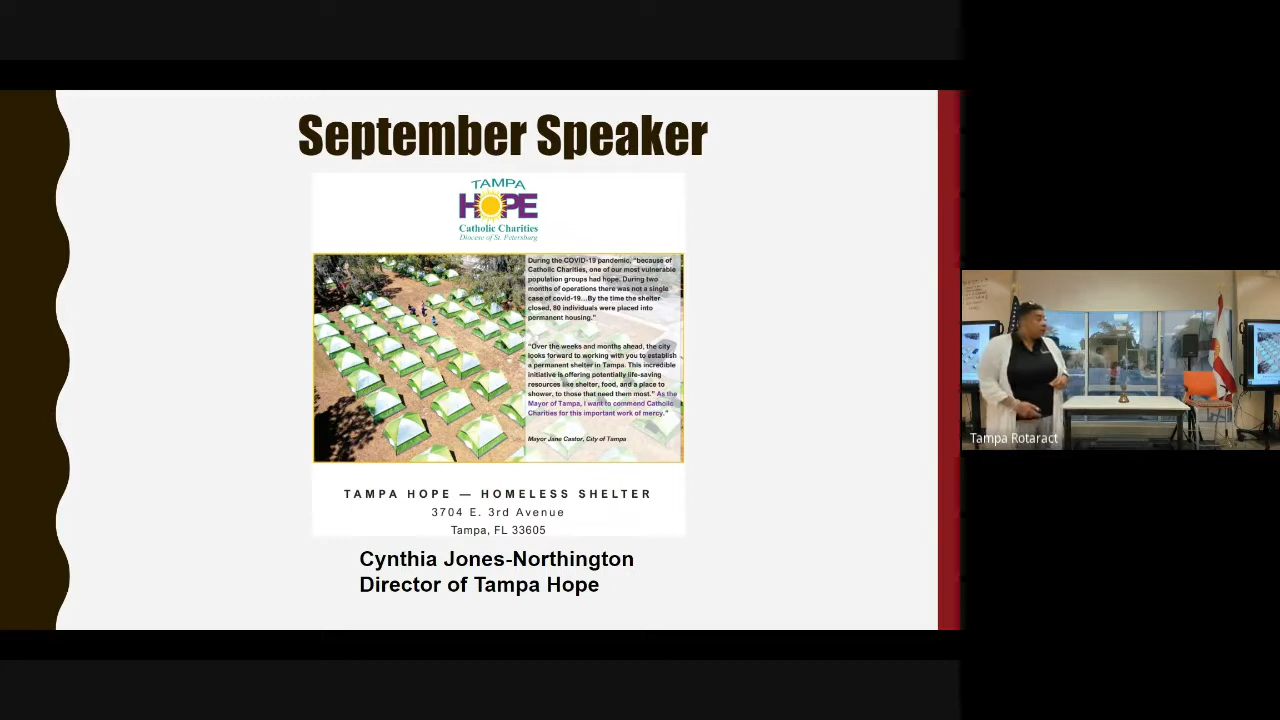 September Speaker
TAMPA
HOPE
Catholic Charities
Diocese of St. Petersburg
During the COVID-19 pandemic, "because of
Catholic Charities, one of our most vulnerable
population groups had hope. During two
months of operations there was not a single
case of covid-19...By the time the shelter
closed, 80 individuals were placed into
permanent housing."
"Over the weeks and months ahead, the city
looks forward to working with you to establish
a permanent shelter in Tampa. This incredible
initiative is offering potentially life-saving
resources like shelter, food, and a place to
shower, to those that need them most." As the
Mayor of Tampa, I want to commend Catholic
Charities for this important work of mercy."
Mayor Jane Castor, City of Tampa
TAMPA HOPE — HOMELESS SHELTER
3704 E. 3rd Avenue
Tampa, FL 33605
Cynthia Jones-Northington
Director of Tampa Hope
Tampa Rotaract